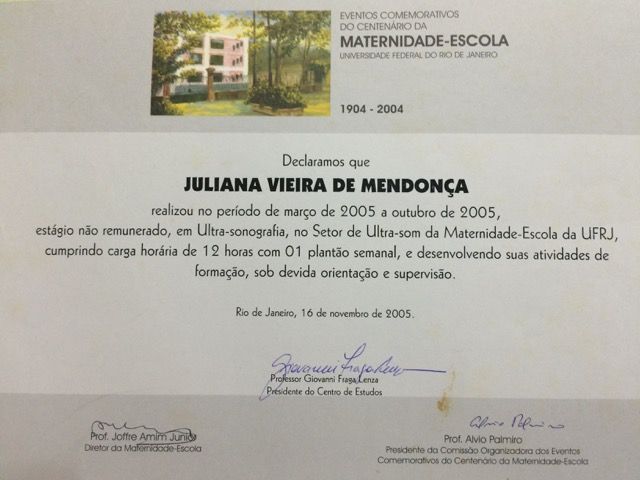 EVENTOS COMEMORATIVOS
DO CENTENÁRIO DA
MATERNIDADE-ESCOLA
UNIVERSIDADE FEDERAL DO RIO DE JANEIRO
1904 - 2004
Declaramos que
JULIANA VIEIRA DE MENDONÇA
realizou no período de março de 2005 a outubro de 2005,
estágio não remunerado, em Ultra-sonografia, no Setor de Ultra-som da Maternidade-Escola da UFRJ,
cumprindo carga horária de 12 horas com 01 plantão semanal, e desenvolvendo suas atividades de
formação, sob devida orientação e supervisão.
Rio de Janeiro, 16 de novembro de 2005.
Giovanni Fraga Lenza
Professor Giovanni Fraga Lenza
Presidente do Centro de Estudos
Prof. Joffre Amim Junior
Diretor da Maternidade-Escola
Alvio Palmiro
Prof. Alvio Palmiro
Presidente da Comissão Organizadora dos Eventos
Comemorativos do Centenário da Maternidade-Escola